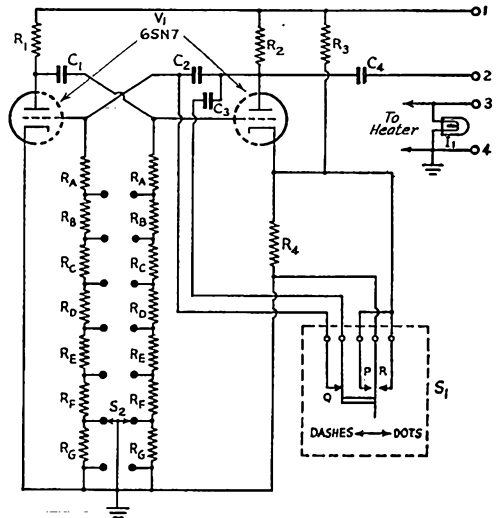 V1
6SN7
1
R1
C1
C2
R2
R3
C4
2
C3
3
To
Heater
I1
4
RA
RA
RB
RB
RC
RC
R4
RD
RD
RE
RE
P
R
S1
Q
RF
S2
RF
DASHES
DOTS
RG
RG